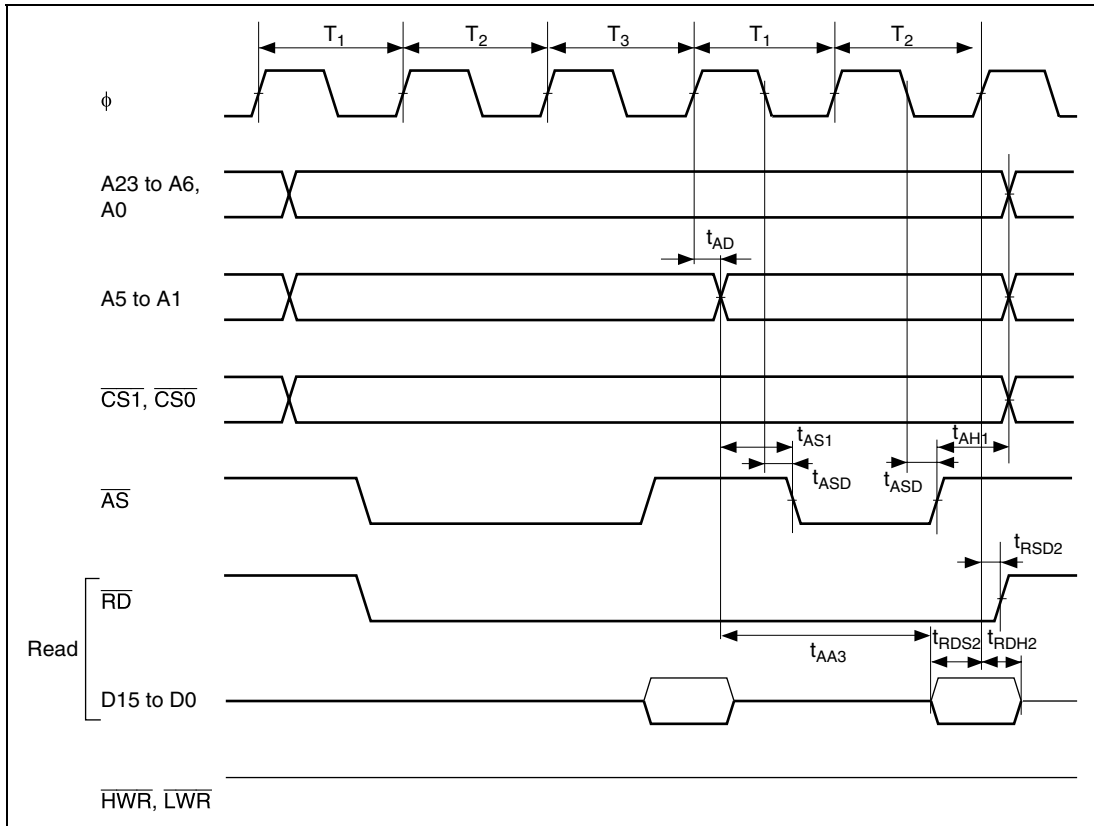 T1 T2 T3 T1 T2
ϕ
A23 to A6,
A0
tAD
A5 to A1
CS1, CS0
tAS1 tAH1
tASD tASD
AS
tRSD2
RD
Read
tAA3 tRDS2 tRDH2
D15 to D0
HWR, LWR